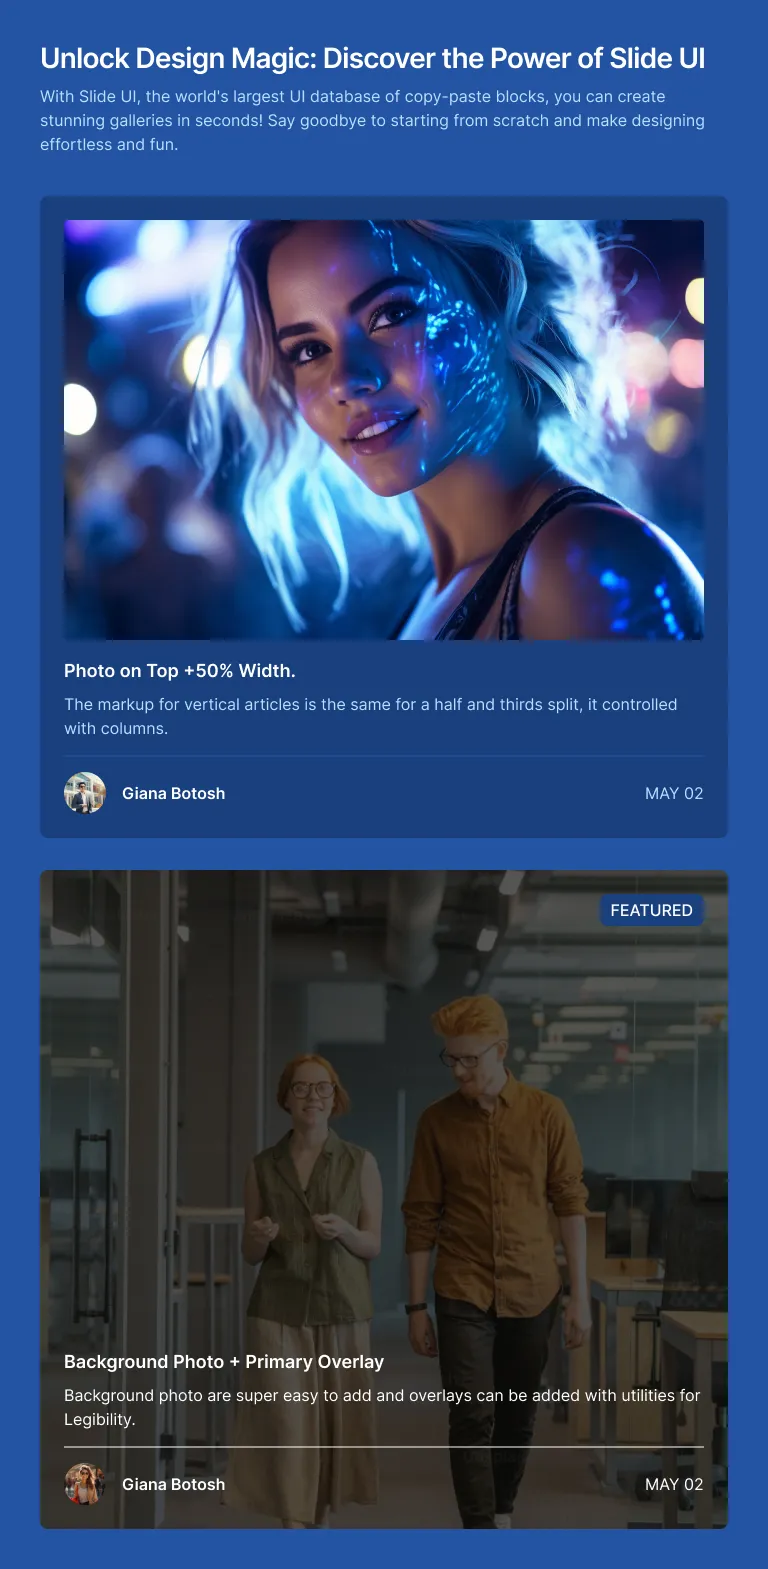 Unlock Design Magic: Discover the Power of Slide UI
With Slide UI, the world's largest UI database of copy-paste blocks, you can create
stunning galleries in seconds! Say goodbye to starting from scratch and make designing
effortless and fun.
Photo on Top +50% Width.
The markup for vertical articles is the same for a half and thirds split, it controlled
with columns.
Giana Botosh
MAY 02
FEATURED
Background Photo + Primary Overlay
Background photo are super easy to add and overlays can be added with utilities for
Legibility.
Giana Botosh
MAY 02